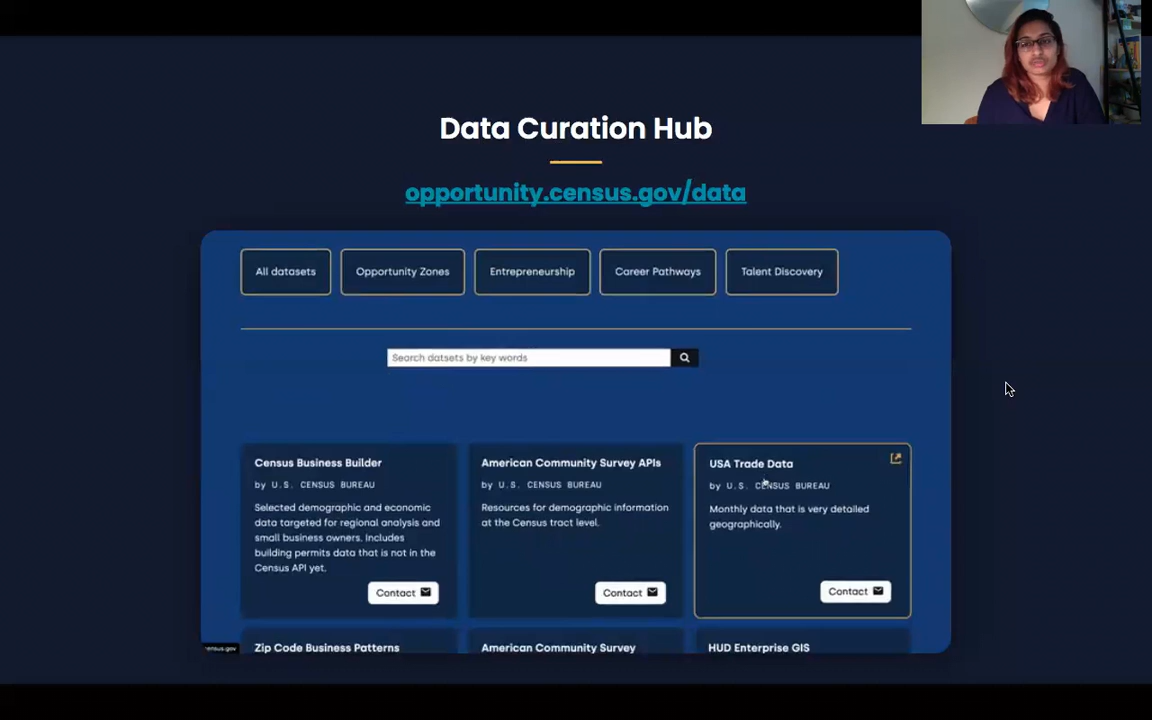 Data Curation Hub
opportunity.census.gov/data
All datasets
Opportunity Zones
Entrepreneurship
Career Pathways
Talent Discovery
Search datsets by key words
Census Business Builder
by U.S. CENSUS BUREAU
Selected demographic and economic
data targeted for regional analysis and
small business owners. Includes
building permits data that is not in the
Census API yet.
Contact
American Community Survey APIs
by U.S. CENSUS BUREAU
Resources for demographic information
at the Census tract level.
Contact
USA Trade Data
by U.S. CENSUS BUREAU
Monthly data that is very detailed
geographically.
Contact
Zip Code Business Patterns
American Community Survey
HUD Enterprise GIS